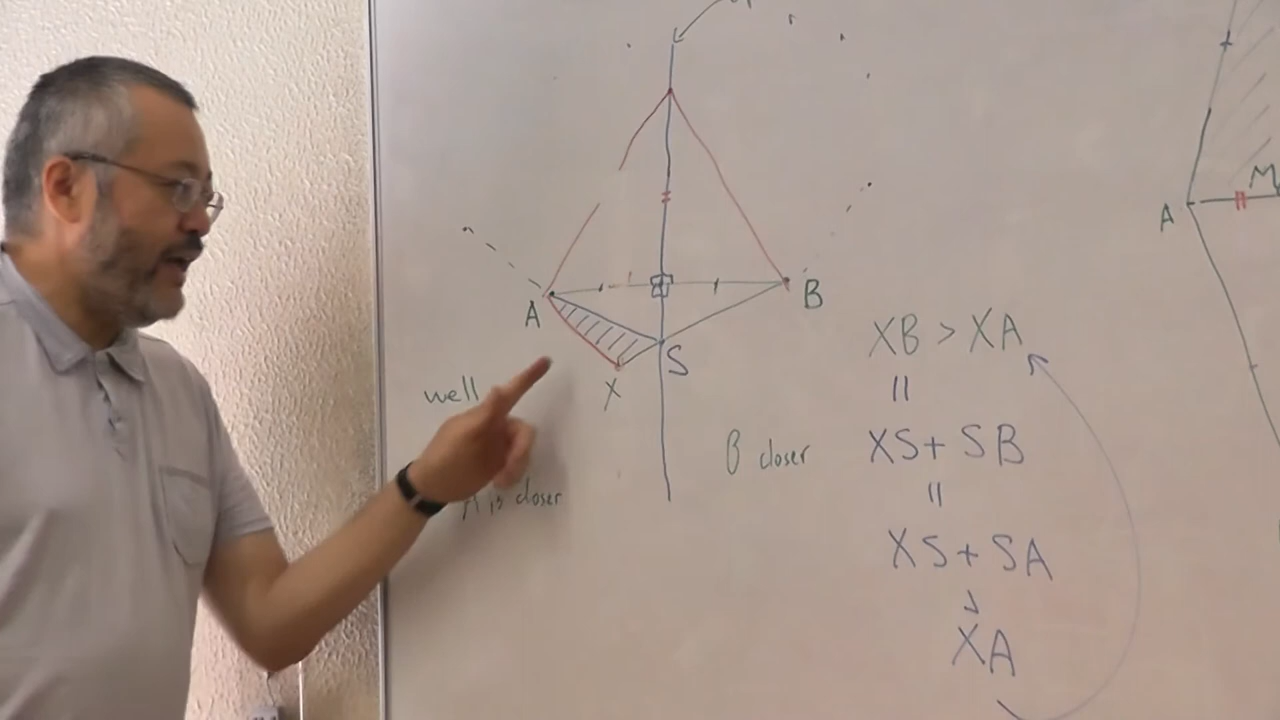 A
B
S
X
well
A is closer
B closer
XB > XA
||
XS + SB
||
XS + SA
>
XA
A
M